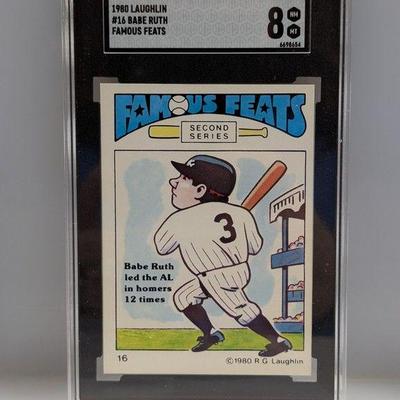 1980 LAUGHLIN
#16 BABE RUTH
FAMOUS FEATS
8
NM
MT
6698654
FAMOUS FEATS
SECOND
SERIES
3
Babe Ruth
led the AL
in homers
12 times
16
©1980 R.G. Laughlin